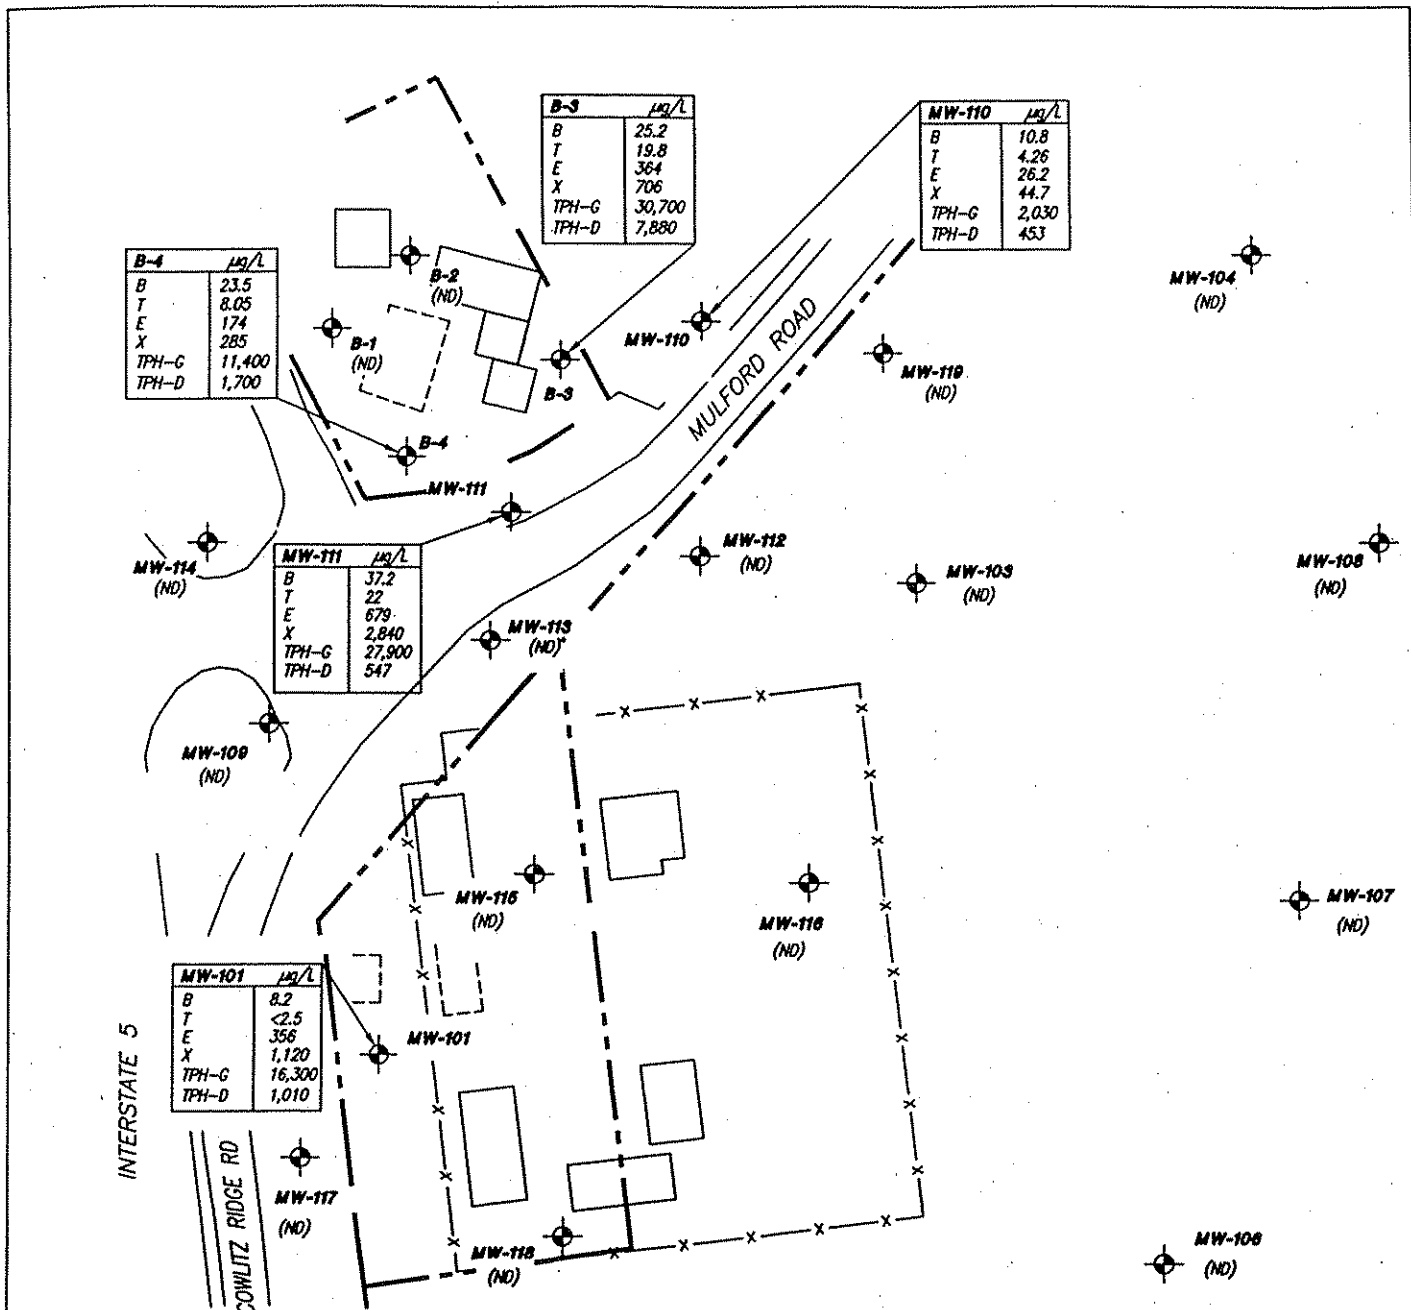 B-3 µg/l
B 25.2
T 19.8
E 364
X 706
TPH-G 30,700
TPH-D 7,880
MW-110 µg/l
B 10.8
T 4.26
E 26.2
X 44.7
TPH-G 2,030
TPH-D 453
B-4 µg/l
B 23.5
T 8.05
E 174
X 285
TPH-G 11,400
TPH-D 1,700
B-2
(ND)
MW-104
(ND)
B-1
(ND)
MW-110
MULFORD ROAD
MW-119
(ND)
B-3
B-4
MW-111
MW-114
(ND)
MW-111 µg/l
B 37.2
T 22
E 679
X 2,840
TPH-G 27,900
TPH-D 547
MW-112
(ND)
MW-103
(ND)
MW-108
(ND)
MW-113
(ND)
MW-109
(ND)
MW-115
(ND)
MW-116
(ND)
MW-107
(ND)
MW-101 µg/l
B 8.2
T <2.5
E 356
X 1,120
TPH-G 16,300
TPH-D 1,010
MW-101
INTERSTATE 5
COWLITZ RIDGE RD
MW-117
(ND)
MW-118
(ND)
MW-106
(ND)